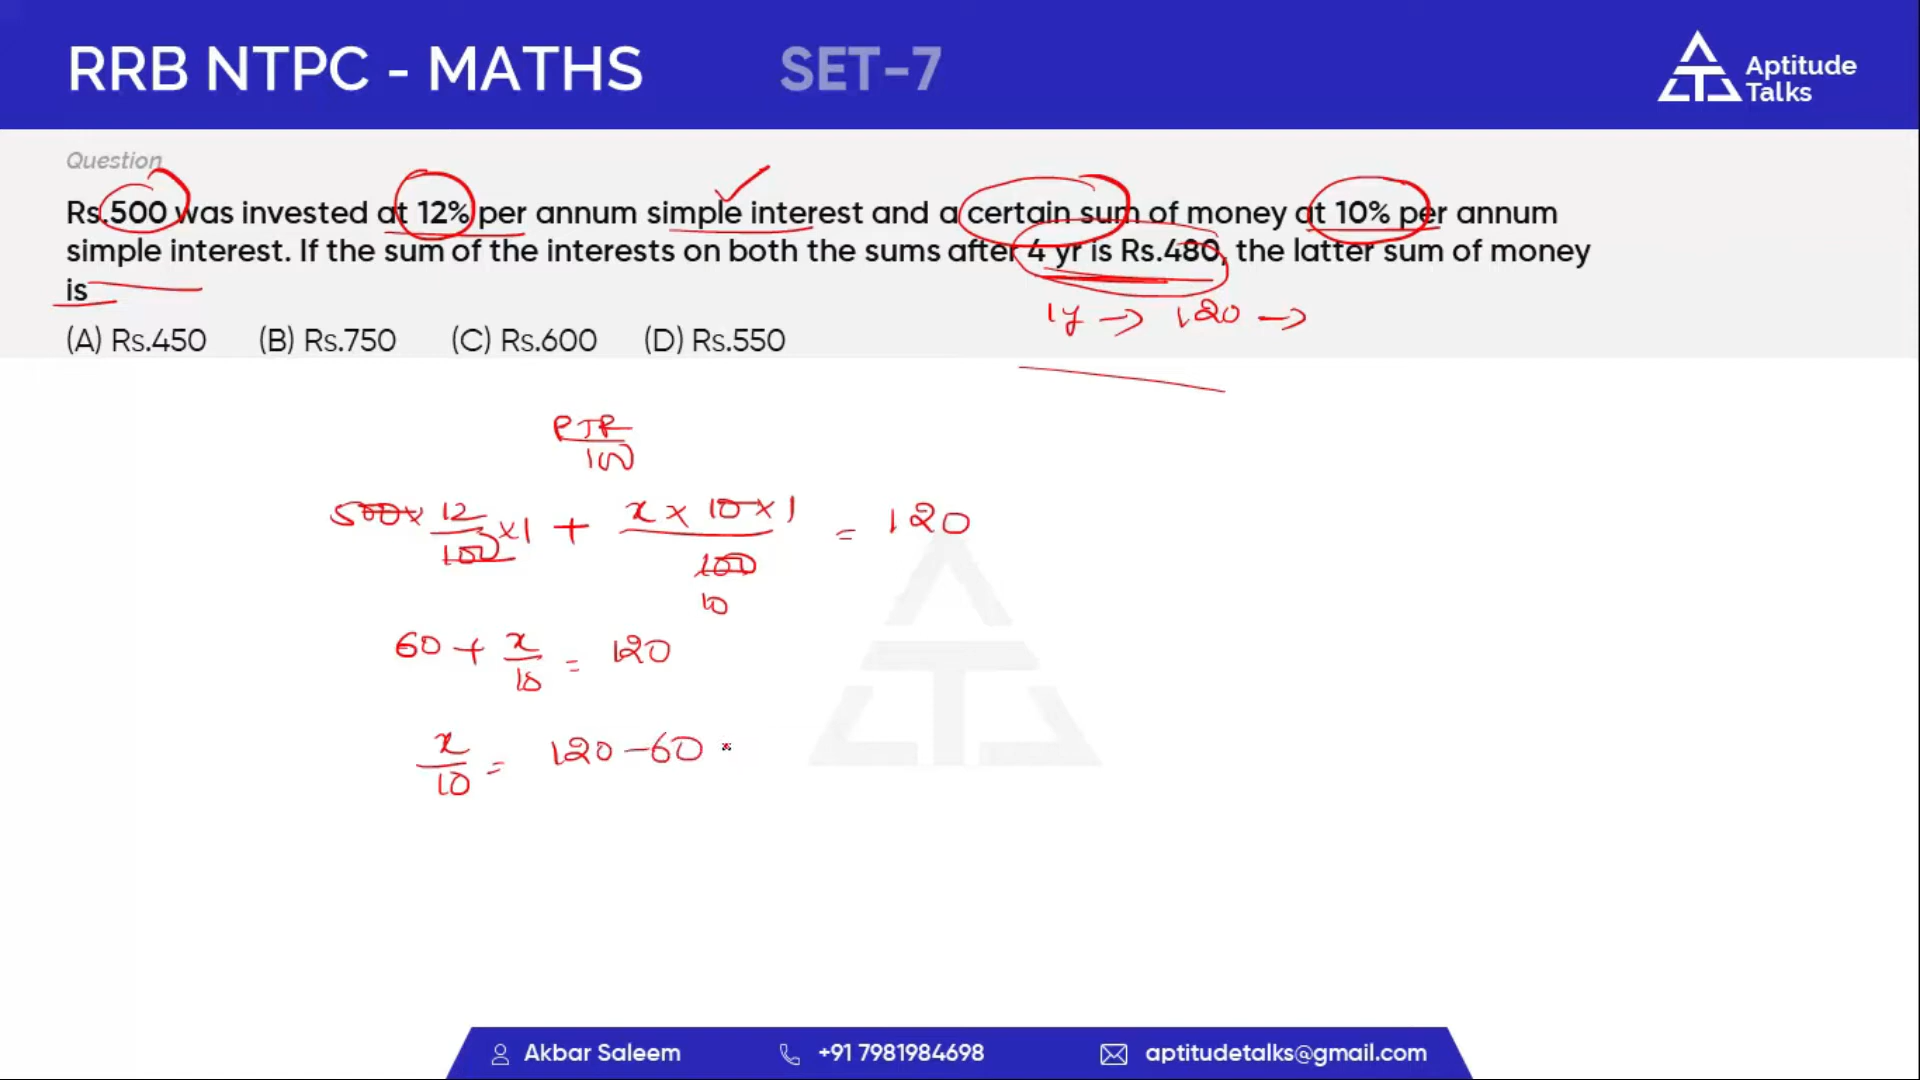 RRB NTPC - MATHS SET-7
Aptitude
Talks
Question
Rs.500 was invested at 12% per annum simple interest and a certain sum of money at 10% per annum
simple interest. If the sum of the interests on both the sums after 4 yr is Rs.480, the latter sum of money
is
1y → 120 →
(A) Rs.450 (B) Rs.750 (C) Rs.600 (D) Rs.550
PTR/100
500 × 12/100 × 1 + x × 10 × 1/100 = 120
10
60 + x/10 = 120
x/10 = 120 - 60
Akbar Saleem +91 7981984698 aptitudetalks@gmail.com